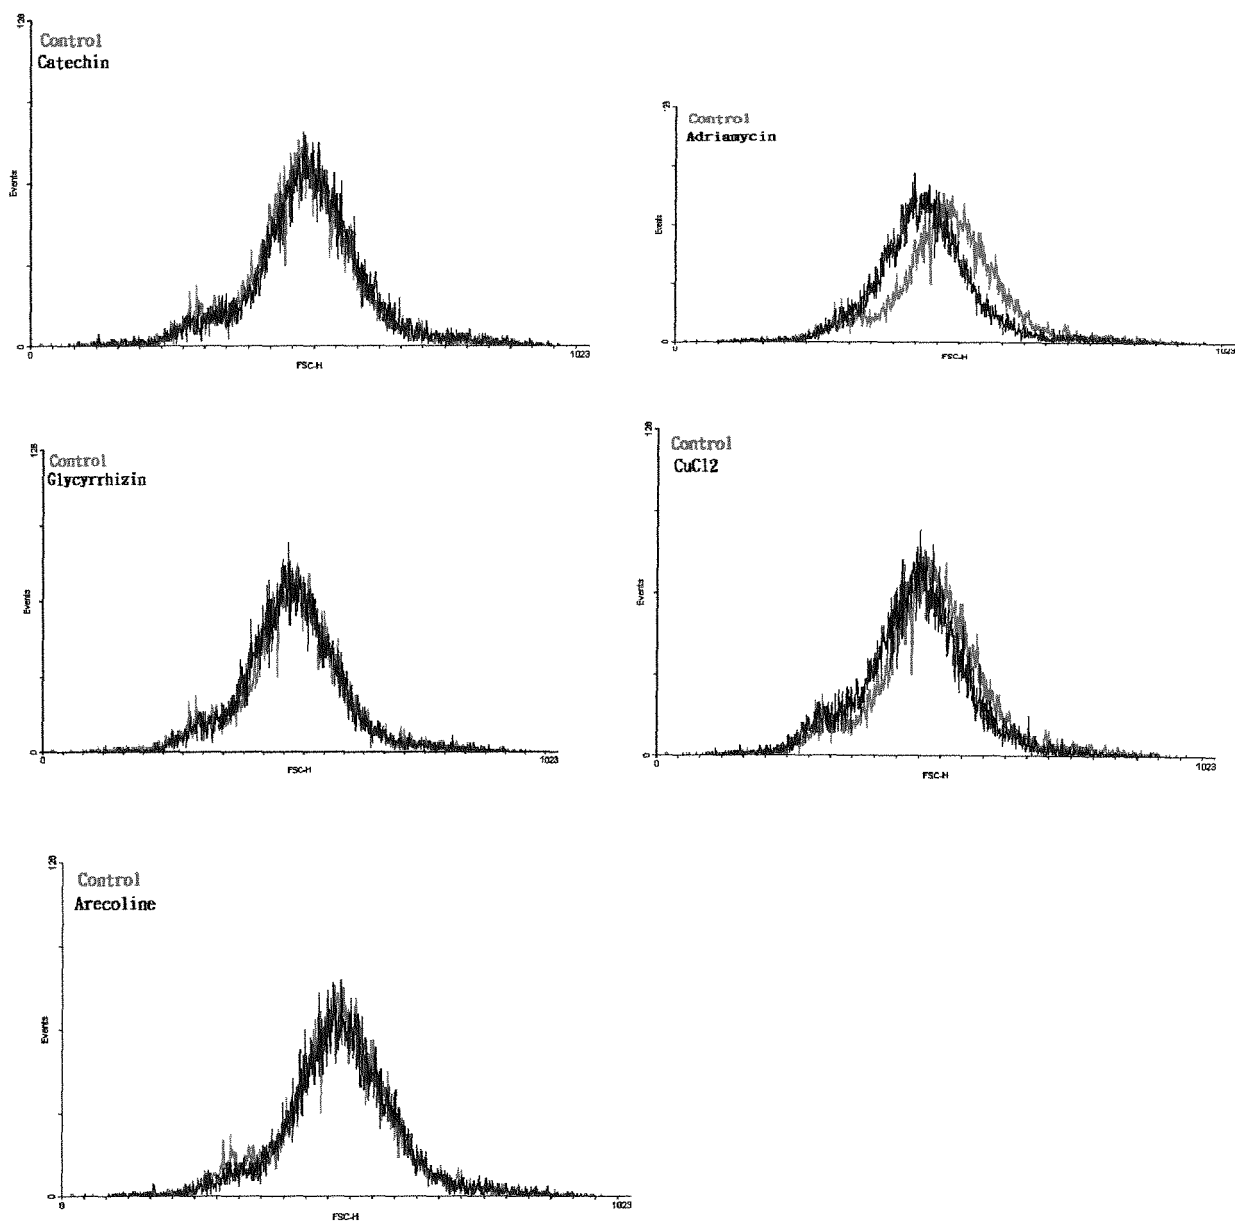 128
Control
Catechin
Events
0
0
1023
FSC-H
Control
Adriamycin
Events
0
0
1023
FSC-H
128
Control
Glycyrrhizin
Events
0
0
1023
FSC-H
128
Control
CuCl2
Events
0
0
1023
FSC-H
128
Control
Arecoline
Events
0
1023
FSC-H